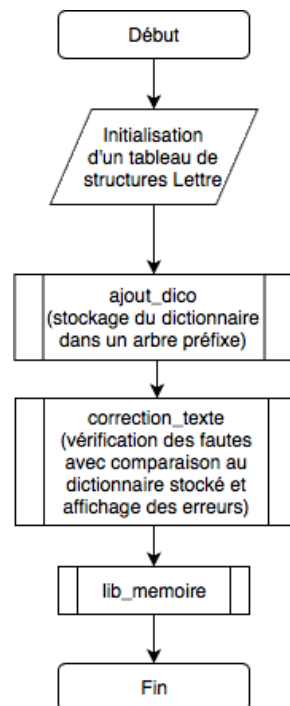 Début
Initialisation
d'un tableau de
structures Lettre
ajout_dico
(stockage du dictionnaire
dans un arbre préfixe)
correction_texte
(vérification des fautes
avec comparaison au
dictionnaire stocké et
affichage des erreurs)
lib_memoire
Fin